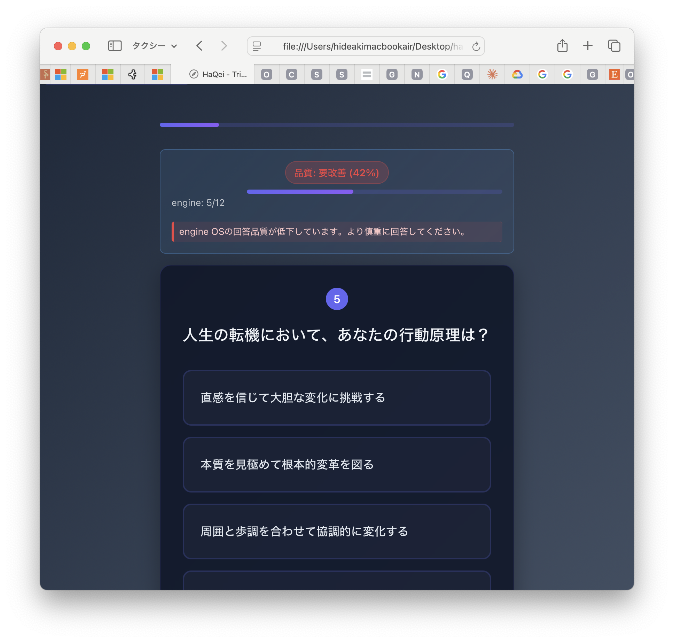 タクシー
file:///Users/hideakimacbookair/Desktop/ha
HaQei - Tri...
O
C
S
S
G
N
G
Q
G
G
G
E
O
品質: 要改善 (42%)
engine: 5/12
engine OSの回答品質が低下しています。より慎重に回答してください。
5
人生の転機において、あなたの行動原理は？
直感を信じて大胆な変化に挑戦する
本質を見極めて根本的変革を図る
周囲と歩調を合わせて協調的に変化する